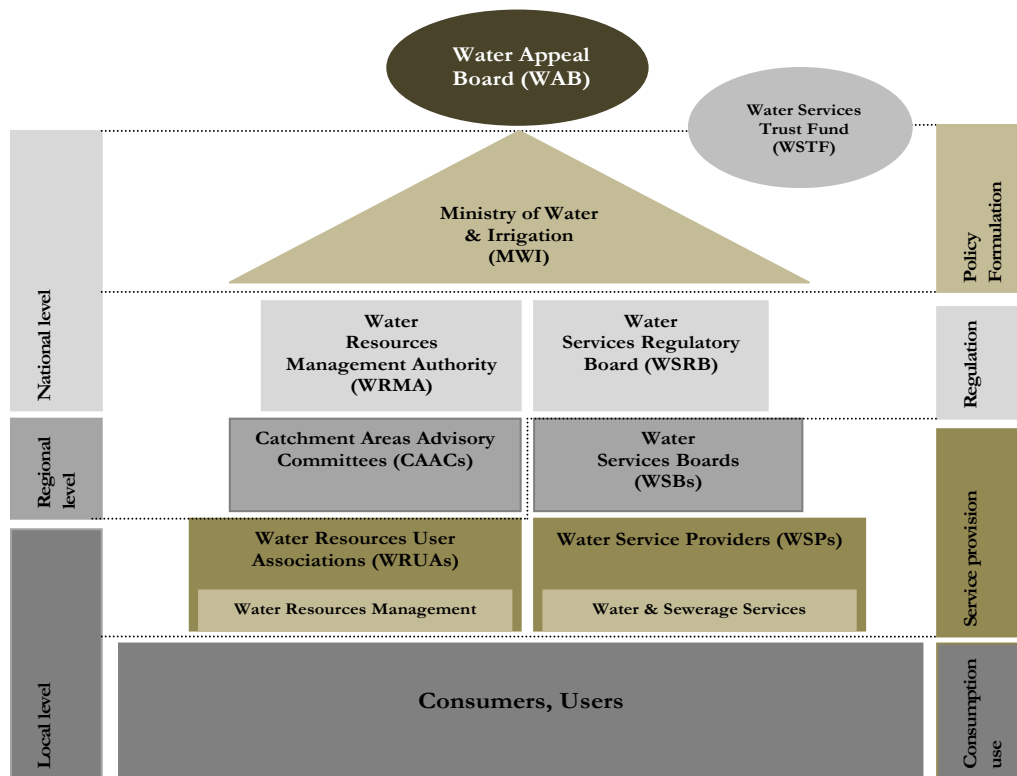 Water Appeal
Board (WAB)
Water Services
Trust Fund
(WSTF)
Ministry of Water
& Irrigation
(MWI)
Policy
Formulation
National level
Water
Resources
Management Authority
(WRMA)
Water
Services Regulatory
Board (WSRB)
Regulation
Regional
level
Catchment Areas Advisory
Committees (CAACs)
Water
Services Boards
(WSBs)
Service provision
Water Resources User
Associations (WRUAs)
Water Resources Management
Water Service Providers (WSPs)
Water & Sewerage Services
Local level
Consumers, Users
Consumption
use